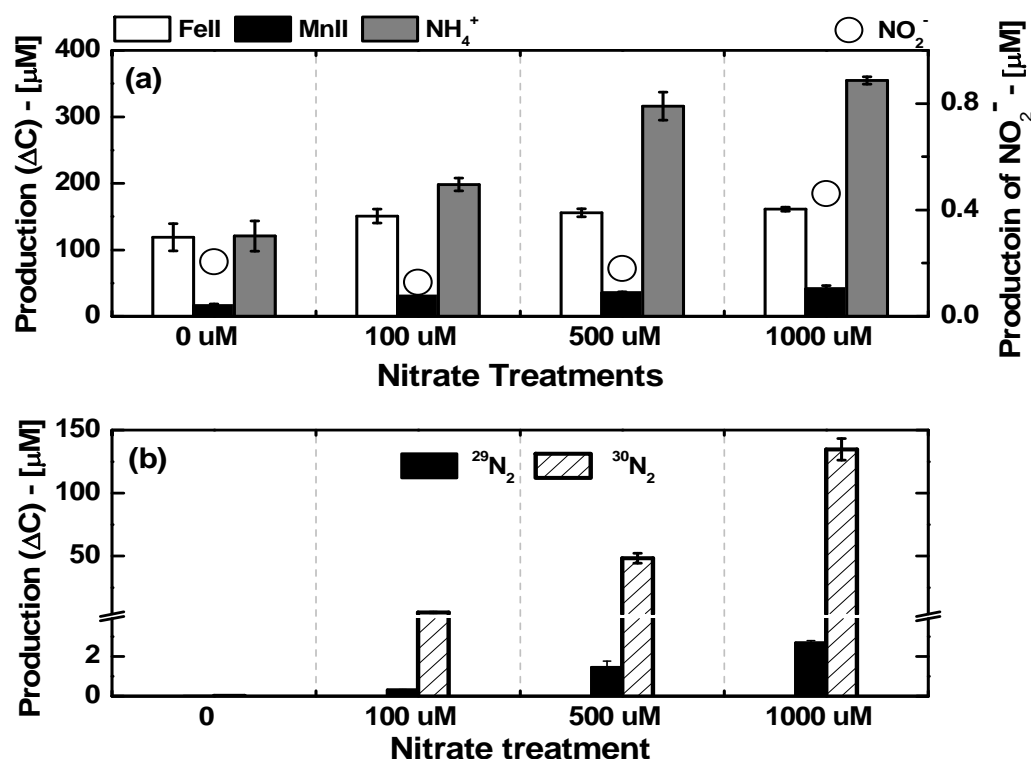 FeII MnII NH₄⁺ NO₂⁻
(a)
400
300
200
100
0
0.8
0.4
0.0
Production (ΔC) - [µM]
Productoin of NO₂⁻ - [µM]
0 uM 100 uM 500 uM 1000 uM
Nitrate Treatments
(b)
²⁹N₂ ³⁰N₂
150
100
50
2
0
Production (ΔC) - [µM]
0 100 uM 500 uM 1000 uM
Nitrate treatment